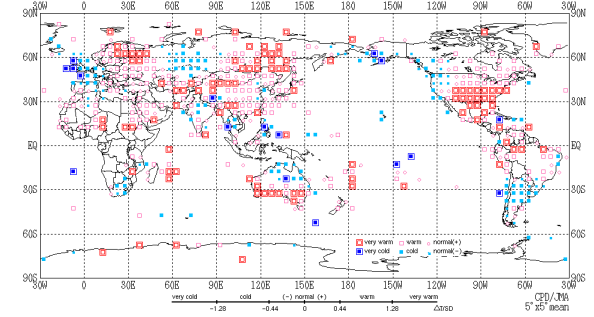 30W 0 30E 60E 90E 120E 150E 180 150W 120W 90W 60W 30W
90N 90N
60N 60N
30N 30N
EQ EQ
30S 30S
60S 60S
very warm warm normal(+)
very cold cold normal(−)
90S 90S
30W 0 30E 60E 90E 120E 150E 180 150W 120W 90W 60W 30W
very cold cold (−) normal (+) warm very warm
CPD/JMA
−1.28 −0.44 0 0.44 1.28 ΔT/SD
5°x5°mean